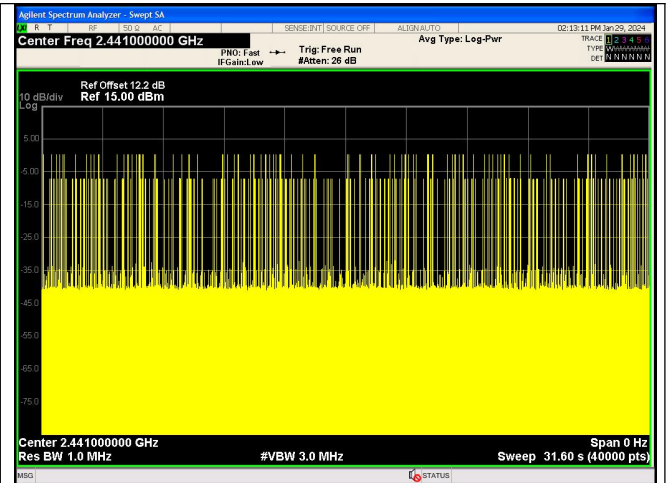 Agilent Spectrum Analyzer - Swept SA
R T RF 50 Ω AC SENSE:INT SOURCE OFF ALIGN AUTO 02:13:11 PM Jan 29, 2024
Center Freq 2.441000000 GHz
PNO: Fast
IFGain:Low
Trig: Free Run
#Atten: 26 dB
Avg Type: Log-Pwr
TRACE 1 2 3 4 5 6
TYPE W
DET N N N N N N
Ref Offset 12.2 dB
10 dB/div Ref 15.00 dBm
Log
5.00
-5.00
-15.0
-25.0
-35.0
-45.0
-55.0
-65.0
-75.0
Center 2.441000000 GHz Span 0 Hz
Res BW 1.0 MHz #VBW 3.0 MHz Sweep 31.60 s (40000 pts)
MSG STATUS